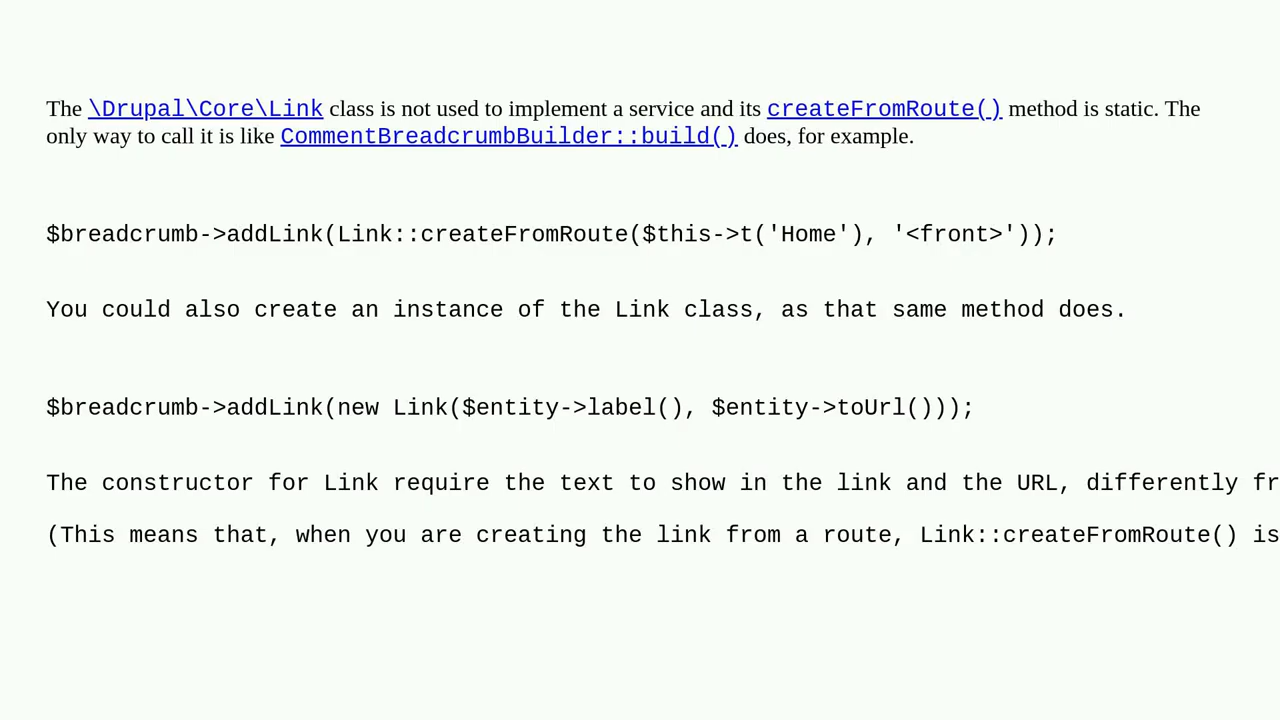 The \Drupal\Core\Link class is not used to implement a service and its createFromRoute() method is static. The
only way to call it is like CommentBreadcrumbBuilder::build() does, for example.
$breadcrumb->addLink(Link::createFromRoute($this->t('Home'), '<front>'));
You could also create an instance of the Link class, as that same method does.
$breadcrumb->addLink(new Link($entity->label(), $entity->toUrl()));
The constructor for Link require the text to show in the link and the URL, differently
(This means that, when you are creating the link from a route, Link::createFromRoute() is